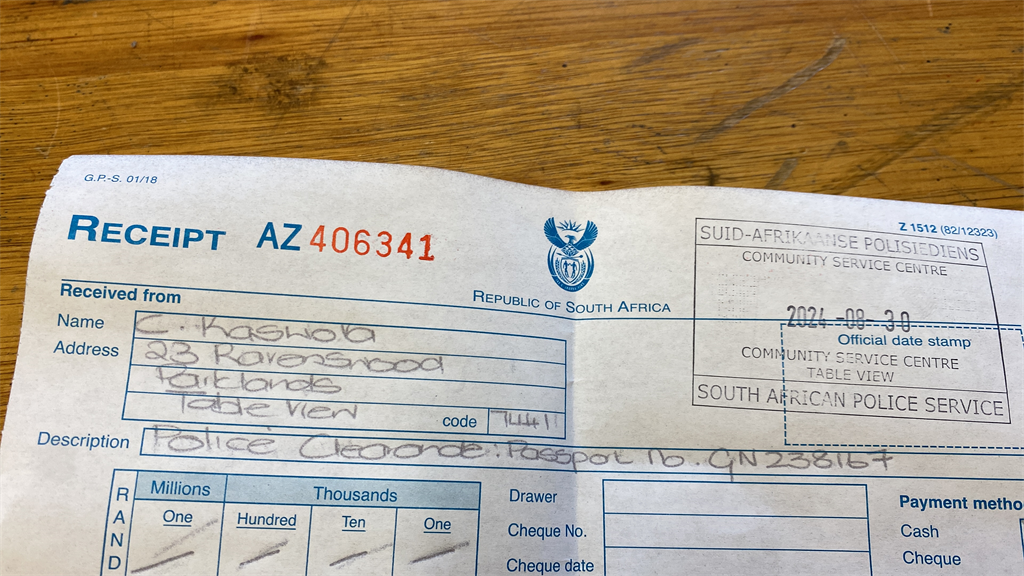 G.P.-S. 01/18
Z 1512 (82/12323)
RECEIPT AZ 406341
SUID-AFRIKAANSE POLISIEDIENS
COMMUNITY SERVICE CENTRE
2024-08-30
Official date stamp
COMMUNITY SERVICE CENTRE
TABLE VIEW
SOUTH AFRICAN POLICE SERVICE
REPUBLIC OF SOUTH AFRICA
Received from
Name C. Kaswola
Address 23 Ravenswood
Parklands
Table View
code 7441
Description Police Clearance: Passport No. GN238167
RAND
Millions Thousands
One Hundred Ten One
Drawer
Cheque No.
Cheque date
Payment metho
Cash
Cheque